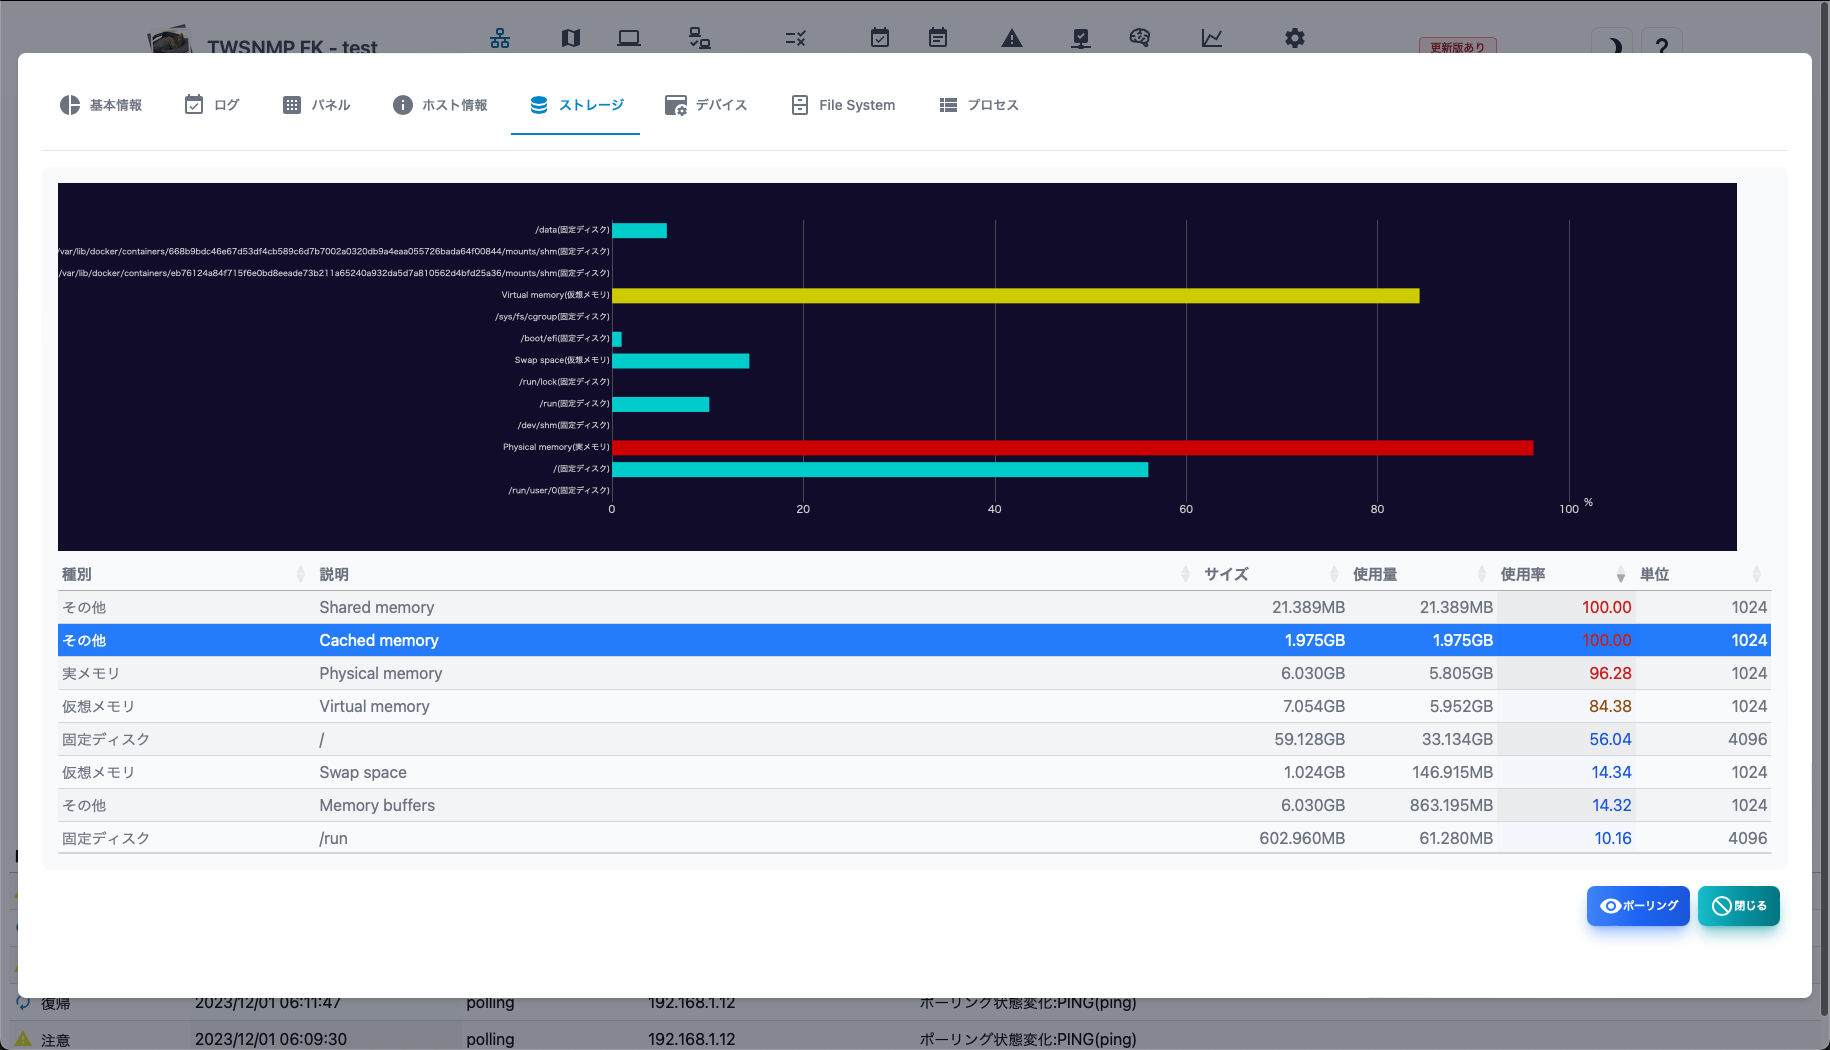 TWSNMP FK - test
更新版あり
?
基本情報 ログ パネル ホスト情報 ストレージ デバイス File System プロセス
/data(固定ディスク)
/var/lib/docker/containers/668b9bdc46e67d53df4cb589c6d7b7002a0320db9a4eaa055726bada64f00844/mounts/shm(固定ディスク)
/var/lib/docker/containers/eb76124a84f715f6e0bd8eeade73b211a65240a932da5d7a810562d4bfd25a36/mounts/shm(固定ディスク)
Virtual memory(仮想メモリ)
/sys/fs/cgroup(固定ディスク)
/boot/efi(固定ディスク)
Swap space(仮想メモリ)
/run/lock(固定ディスク)
/run(固定ディスク)
/dev/shm(固定ディスク)
Physical memory(実メモリ)
/(固定ディスク)
/run/user/0(固定ディスク)
0 20 40 60 80 100 %
種別 説明 サイズ 使用量 使用率 単位
その他 Shared memory 21.389MB 21.389MB 100.00 1024
その他 Cached memory 1.975GB 1.975GB 100.00 1024
実メモリ Physical memory 6.030GB 5.805GB 96.28 1024
仮想メモリ Virtual memory 7.054GB 5.952GB 84.38 1024
固定ディスク / 59.128GB 33.134GB 56.04 4096
仮想メモリ Swap space 1.024GB 146.915MB 14.34 1024
その他 Memory buffers 6.030GB 863.195MB 14.32 1024
固定ディスク /run 602.960MB 61.280MB 10.16 4096
ポーリング 閉じる
復帰 2023/12/01 06:11:47 polling 192.168.1.12 ポーリング状態変化:PING(ping)
注意 2023/12/01 06:09:30 polling 192.168.1.12 ポーリング状態変化:PING(ping)